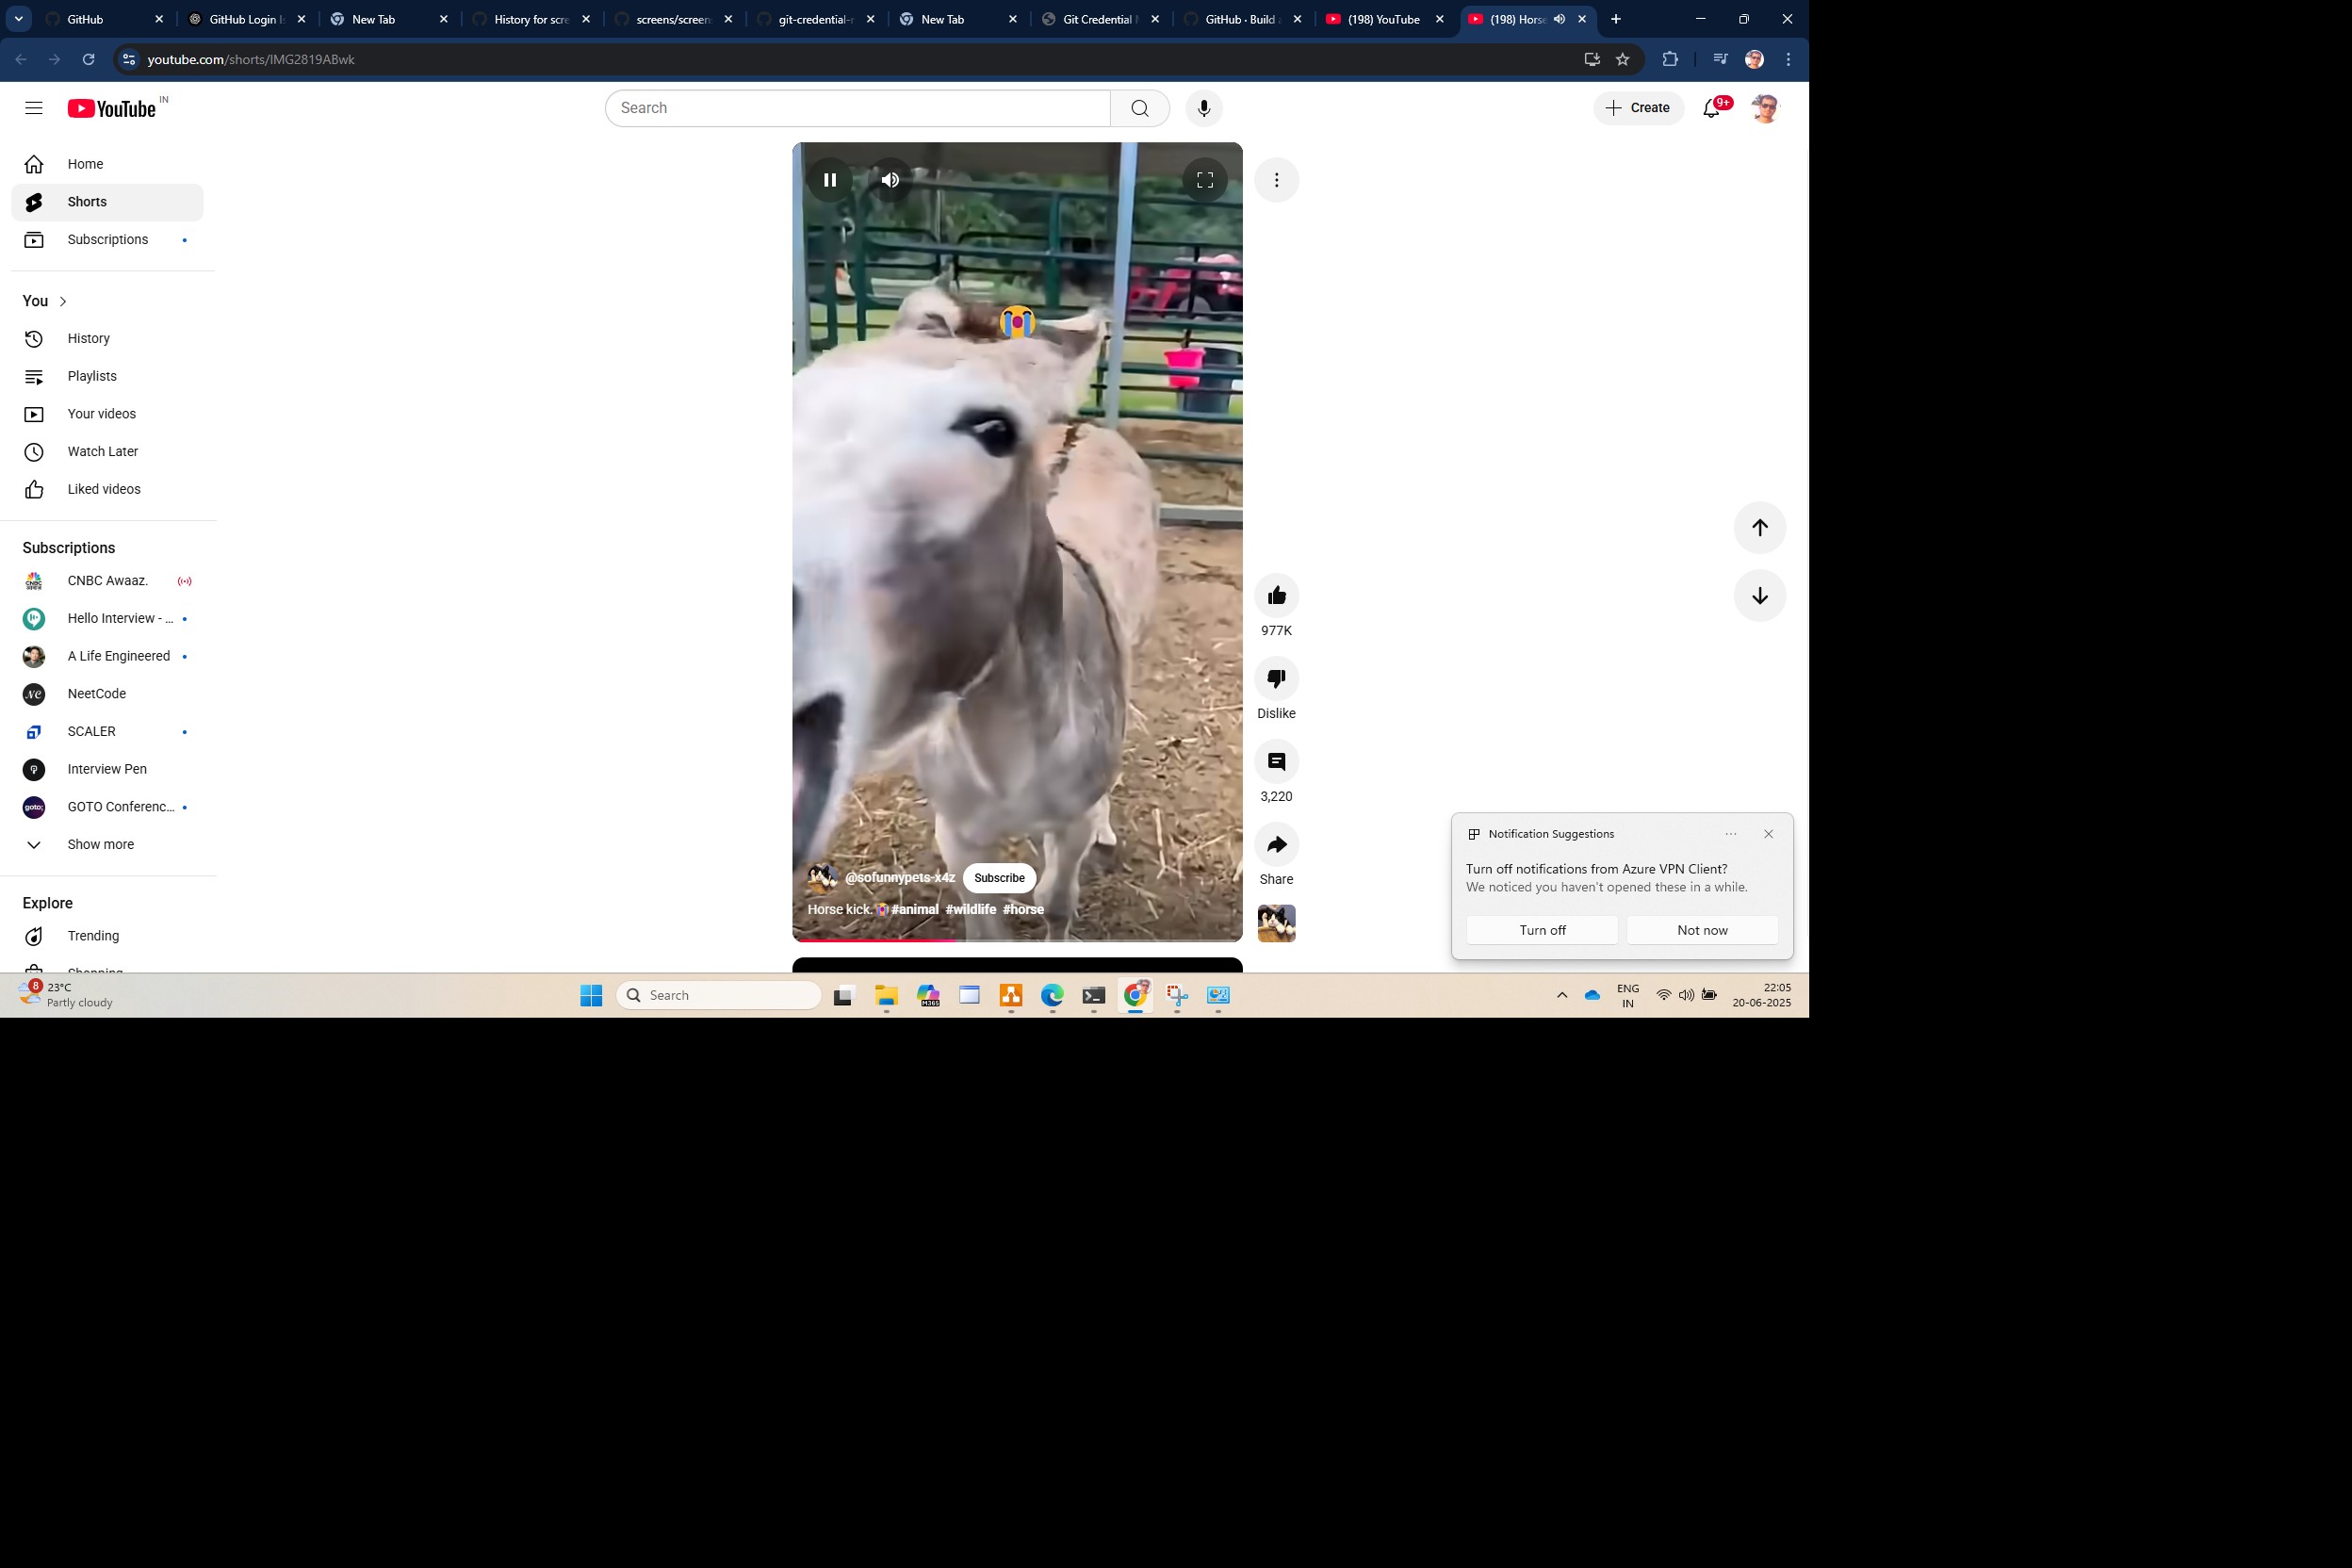 GitHub
GitHub Login
New Tab
History for scre
screens/screen
git-credential-
New Tab
Git Credential
GitHub · Build
(198) YouTube
(198) Horse
youtube.com/shorts/IMG2819ABwk
YouTube
IN
Search
Create
9+
Home
Shorts
Subscriptions
You
History
Playlists
Your videos
Watch Later
Liked videos
Subscriptions
CNBC Awaaz.
Hello Interview - ...
A Life Engineered
NeetCode
SCALER
Interview Pen
GOTO Conferenc...
Show more
Explore
Trending
Shopping
@sofunnypets-x4z
Subscribe
Horse kick.😭#animal #wildlife #horse
977K
Dislike
3,220
Share
Notification Suggestions
Turn off notifications from Azure VPN Client?
We noticed you haven't opened these in a while.
Turn off
Not now
8
23°C
Partly cloudy
Search
M365
ENG
IN
22:05
20-06-2025